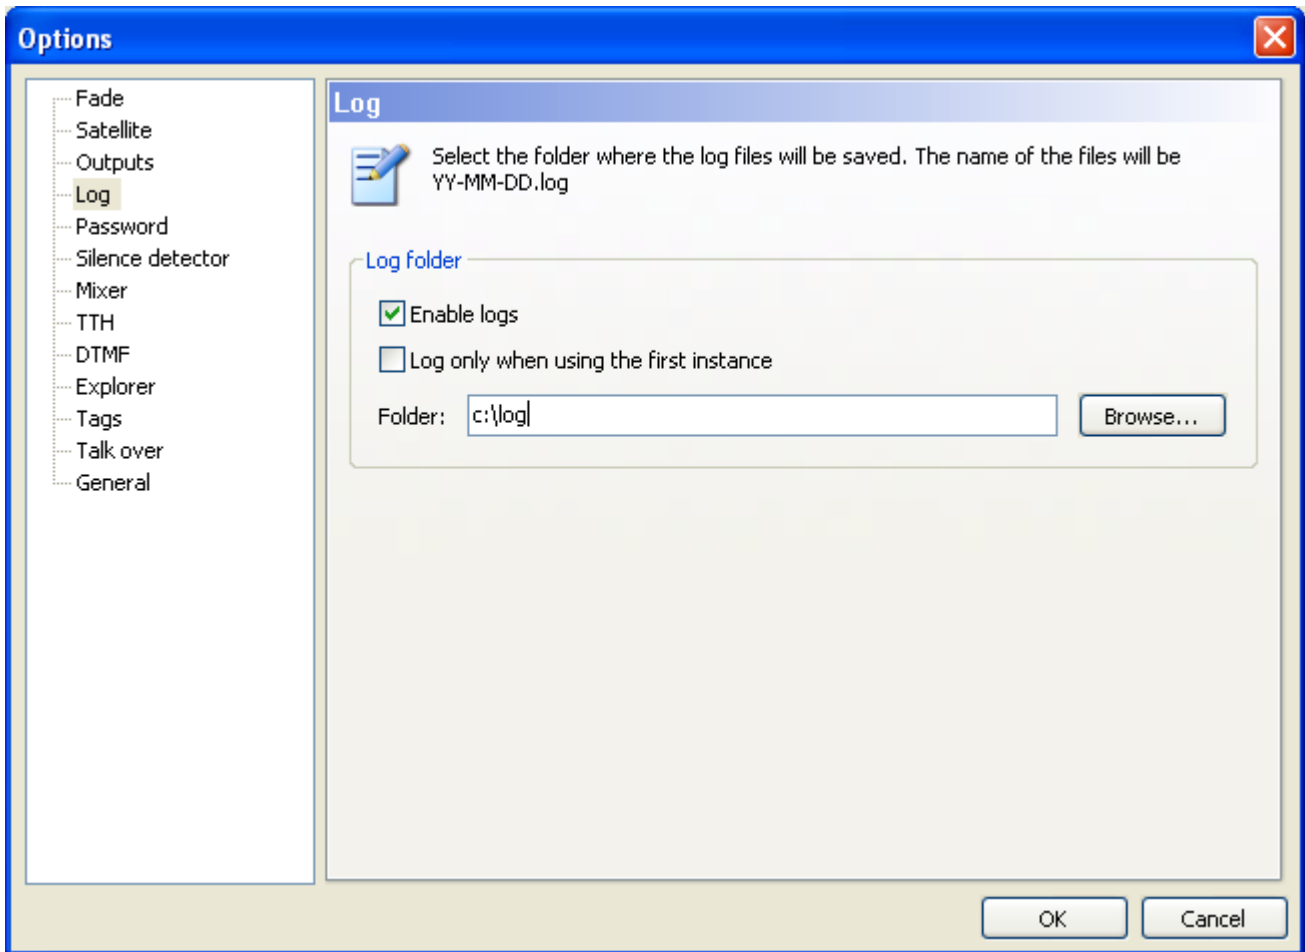 Options
Fade
Satellite
Outputs
Log
Password
Silence detector
Mixer
TTH
DTMF
Explorer
Tags
Talk over
General
Log
Select the folder where the log files will be saved. The name of the files will be
YY-MM-DD.log
Log folder
Enable logs
Log only when using the first instance
Folder: c:\log Browse...
OK Cancel